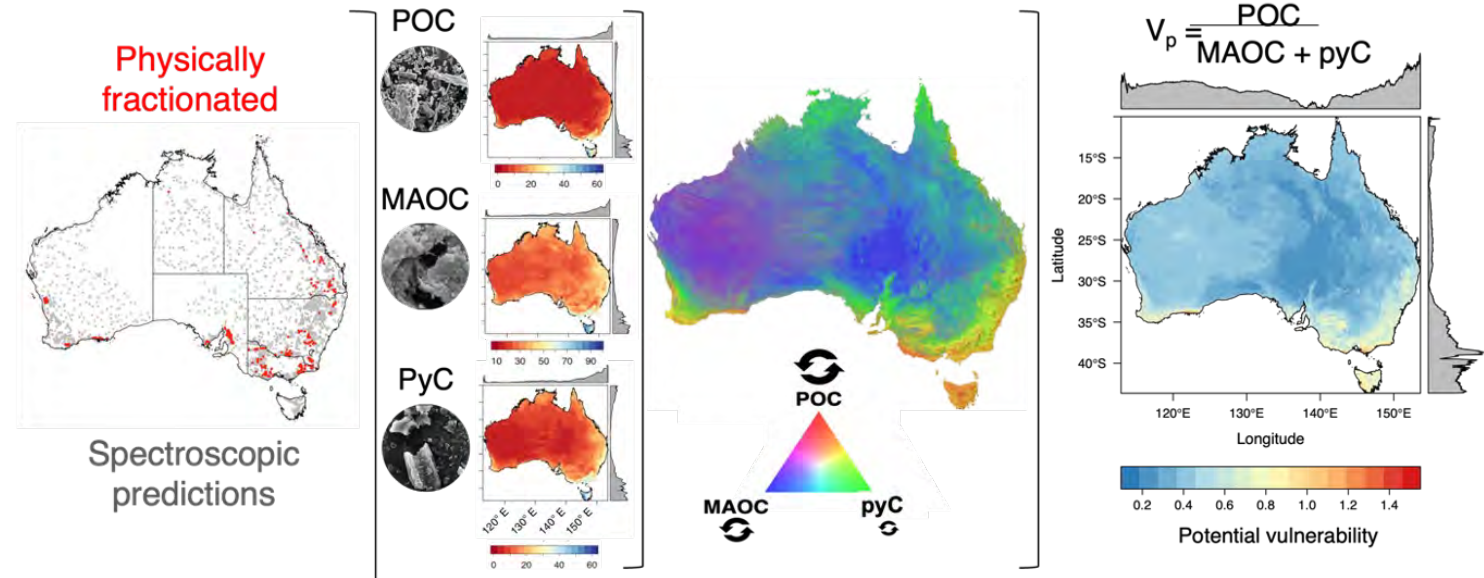 Physically
fractionated
Spectroscopic
predictions
POC
0 20 40 60
MAOC
10 30 50 70 90
PyC
120° E 130° E 140° E 150° E
0 20 40 60
POC
MAOC
pyC
Vp = POC
MAOC + pyC
Latitude
15°S
20°S
25°S
30°S
35°S
40°S
120°E 130°E 140°E 150°E
Longitude
0.2 0.4 0.6 0.8 1.0 1.2 1.4
Potential vulnerability